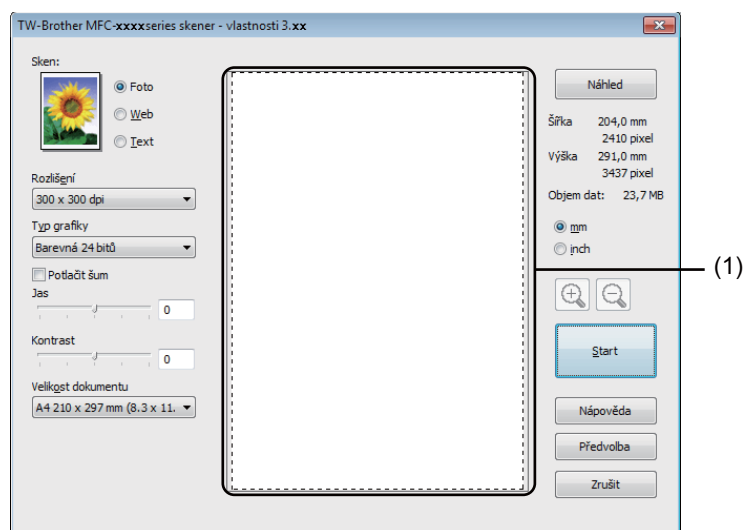 TW-Brother MFC-xxxxseries skener - vlastnosti 3.xx
Sken:
Foto
Web
Text
Rozlišení
300 x 300 dpi
Typ grafiky
Barevná 24 bitů
Potlačit šum
Jas
0
Kontrast
0
Velikost dokumentu
A4 210 x 297 mm (8.3 x 11.
Náhled
Šířka 204,0 mm
2410 pixel
Výška 291,0 mm
3437 pixel
Objem dat: 23,7 MB
mm
inch
(1)
Start
Nápověda
Předvolba
Zrušit